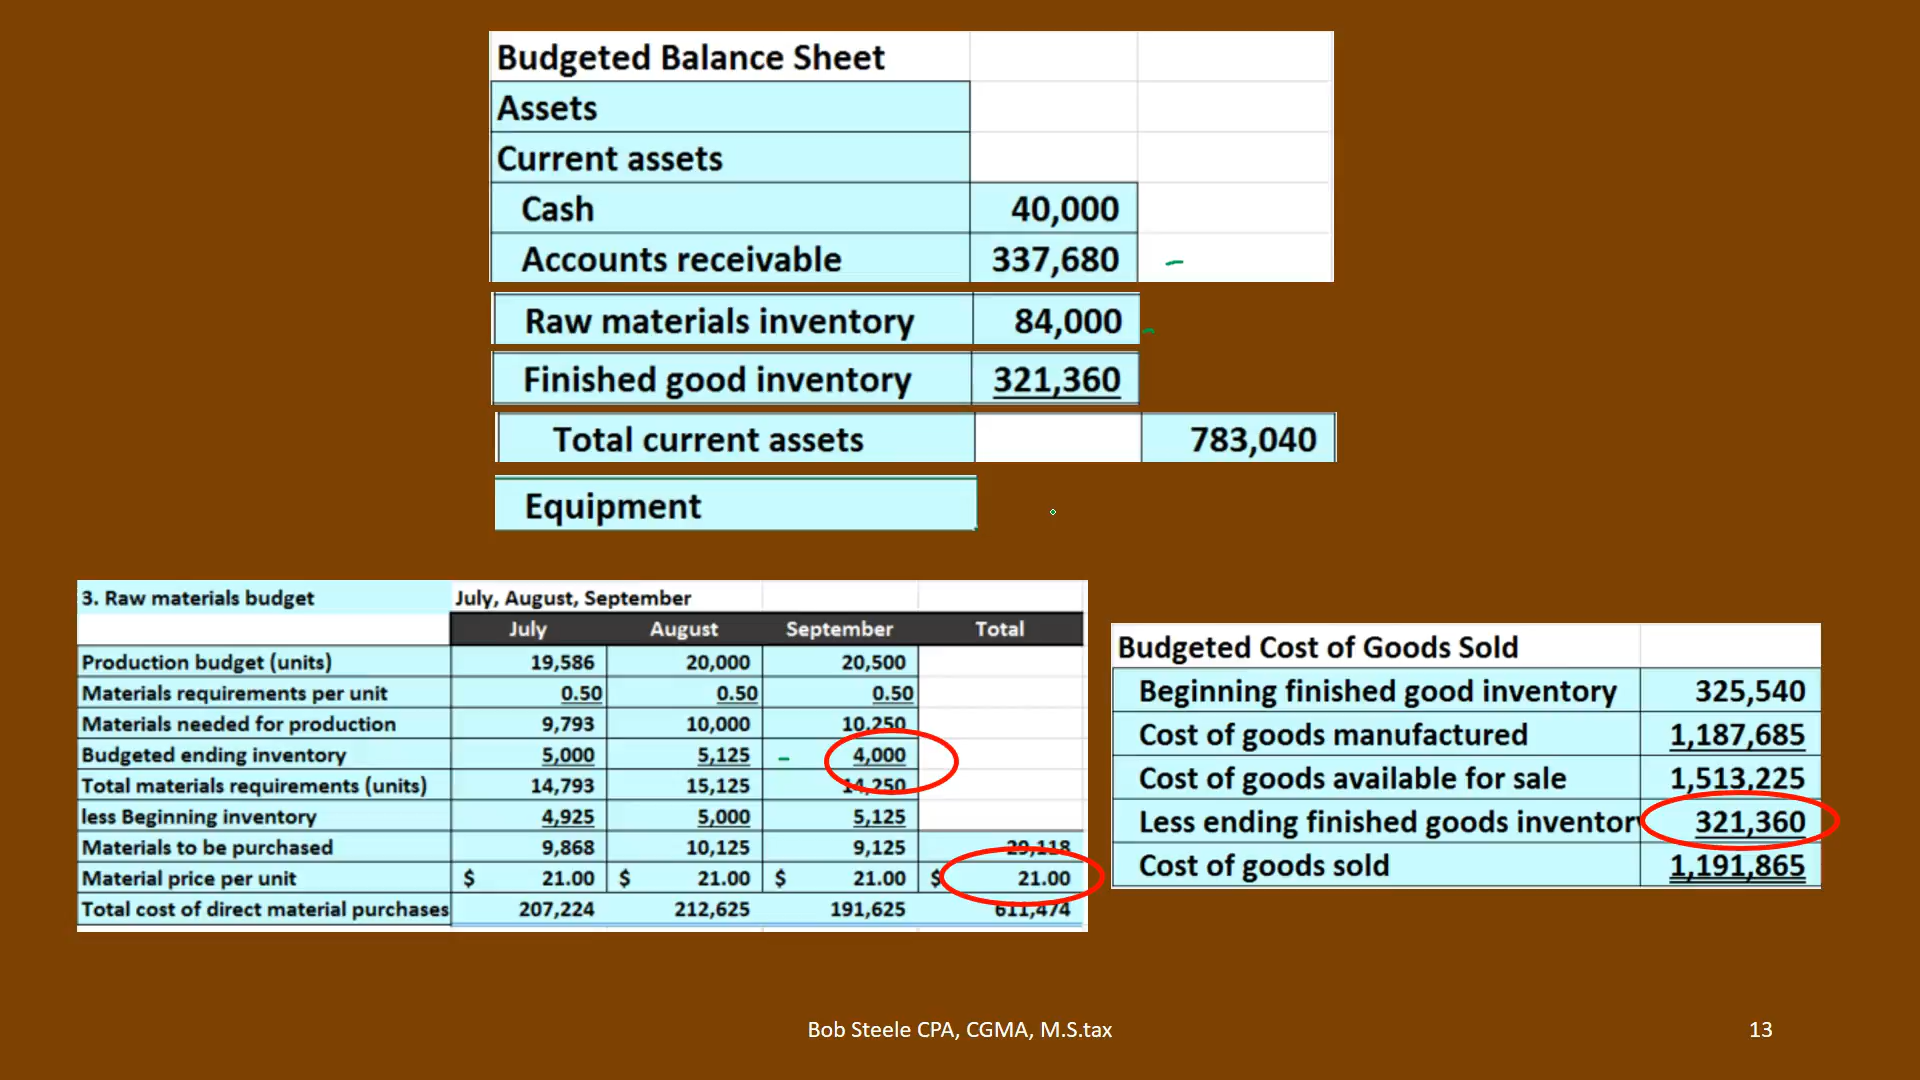 Budgeted Balance Sheet
Assets
Current assets
Cash 40,000
Accounts receivable 337,680
Raw materials inventory 84,000
Finished good inventory 321,360
Total current assets 783,040
Equipment
3. Raw materials budget July, August, September
July August September Total
Production budget (units) 19,586 20,000 20,500
Materials requirements per unit 0.50 0.50 0.50
Materials needed for production 9,793 10,000 10,250
Budgeted ending inventory 5,000 5,125 4,000
Total materials requirements (units) 14,793 15,125 14,250
less Beginning inventory 4,925 5,000 5,125
Materials to be purchased 9,868 10,125 9,125 29,118
Material price per unit $ 21.00 $ 21.00 $ 21.00 $ 21.00
Total cost of direct material purchases 207,224 212,625 191,625 611,474
Budgeted Cost of Goods Sold
Beginning finished good inventory 325,540
Cost of goods manufactured 1,187,685
Cost of goods available for sale 1,513,225
Less ending finished goods inventory 321,360
Cost of goods sold 1,191,865
Bob Steele CPA, CGMA, M.S.tax
13